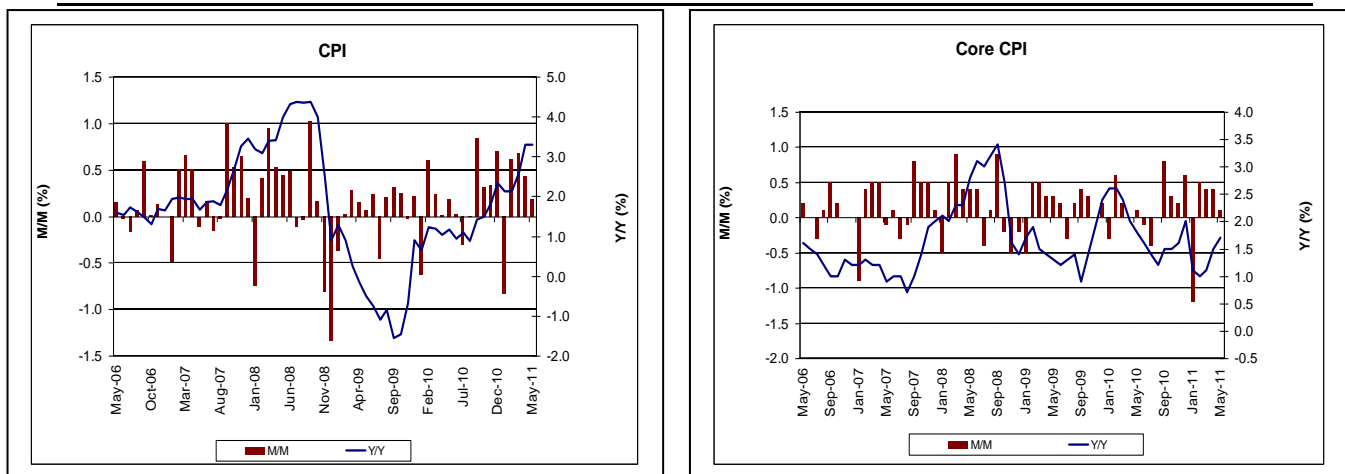 CPI
1.5
1.0
0.5
0.0
-0.5
-1.0
-1.5
M/M (%)
5.0
4.0
3.0
2.0
1.0
0.0
-1.0
-2.0
Y/Y (%)
May-06
Oct-06
Mar-07
Aug-07
Jan-08
Jun-08
Nov-08
Apr-09
Sep-09
Feb-10
Jul-10
Dec-10
May-11
M/M Y/Y
Core CPI
1.5
1.0
0.5
0.0
-0.5
-1.0
-1.5
-2.0
M/M (%)
4.0
3.5
3.0
2.5
2.0
1.5
1.0
0.5
0.0
-0.5
Y/Y (%)
May-06
Sep-06
Jan-07
May-07
Sep-07
Jan-08
May-08
Sep-08
Jan-09
May-09
Sep-09
Jan-10
May-10
Sep-10
Jan-11
May-11
M/M Y/Y